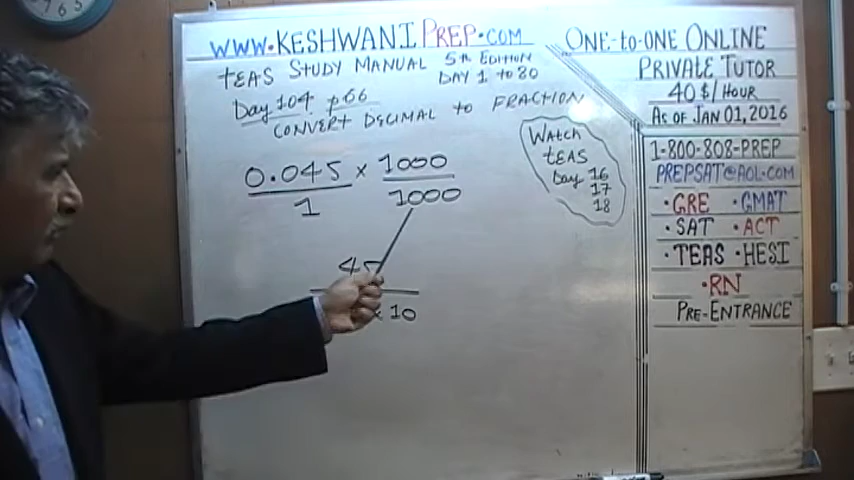 www.KESHWANIPREP.COM
TEAS STUDY MANUAL 5th EDITION
DAY 1 TO 80
Day 104 p66
CONVERT DECIMAL TO FRACTION
0.045 x 1000
1 1000
45
x 10
WATCH
TEAS
Day 16
17
18
ONE-TO-ONE ONLINE
PRIVATE TUTOR
40$/HOUR
AS OF JAN 01, 2016
1-800-808-PREP
PREPSAT@AOL.COM
•GRE •GMAT
•SAT •ACT
•TEAS •HESI
•RN
PRE-ENTRANCE